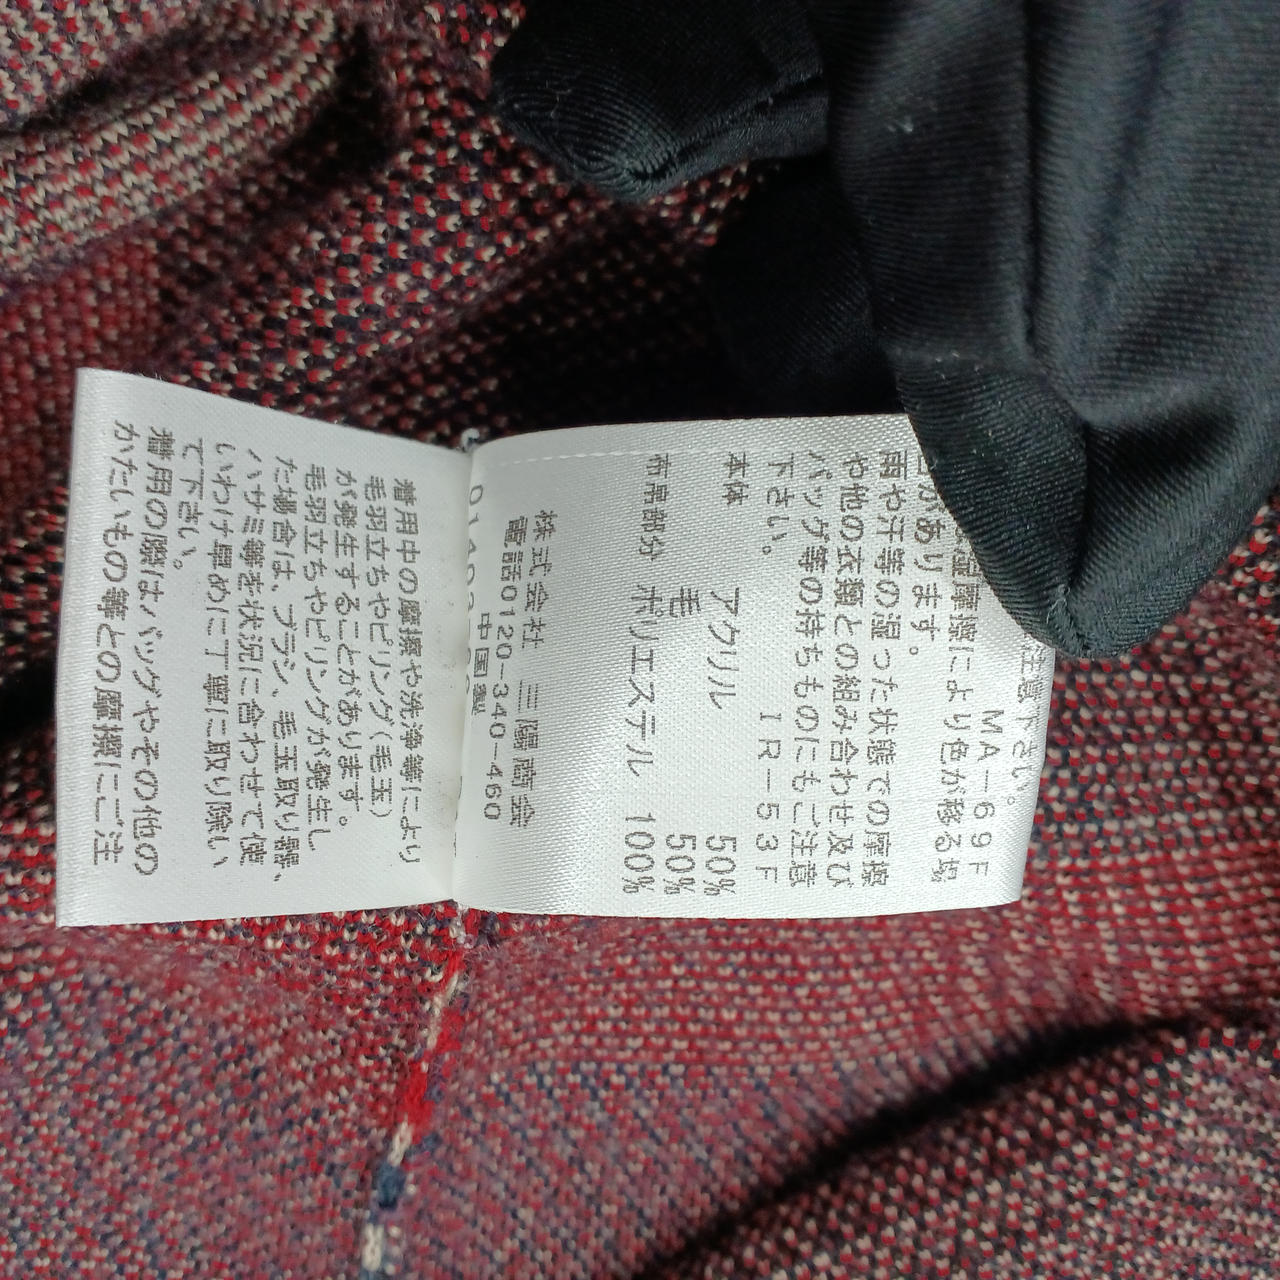 注意下さい。
MA-69F
湿摩擦により色が移る場
があります。
雨や汗等の湿った状態での摩擦
や他の衣類との組み合わせ及び
バッグ等の持ちものにもご注意
下さい。
IR-53F
本体 アクリル 50%
毛 50%
布帛部分 ポリエステル 100%
株式会社 三陽商会
電話0120-340-460
中国製
着用中の摩擦や洗浄等により
毛羽立ちやピリング(毛玉)
が発生することがあります。
毛羽立ちやピリングが発生し
た場合は、ブラシ、毛玉取り器、
ハサミ等を状況に合わせて使
いわけ早めに丁寧に取り除い
て下さい。
着用の際はバッグやその他の
かたいもの等との摩擦にご注